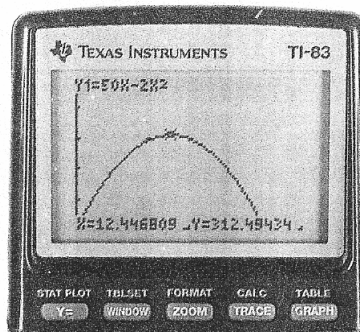 TEXAS INSTRUMENTS TI-83
Y1=50X-2X²
X=12.446809 Y=312.49434
STAT PLOT TBLSET FORMAT CALC TABLE
Y= WINDOW ZOOM TRACE GRAPH